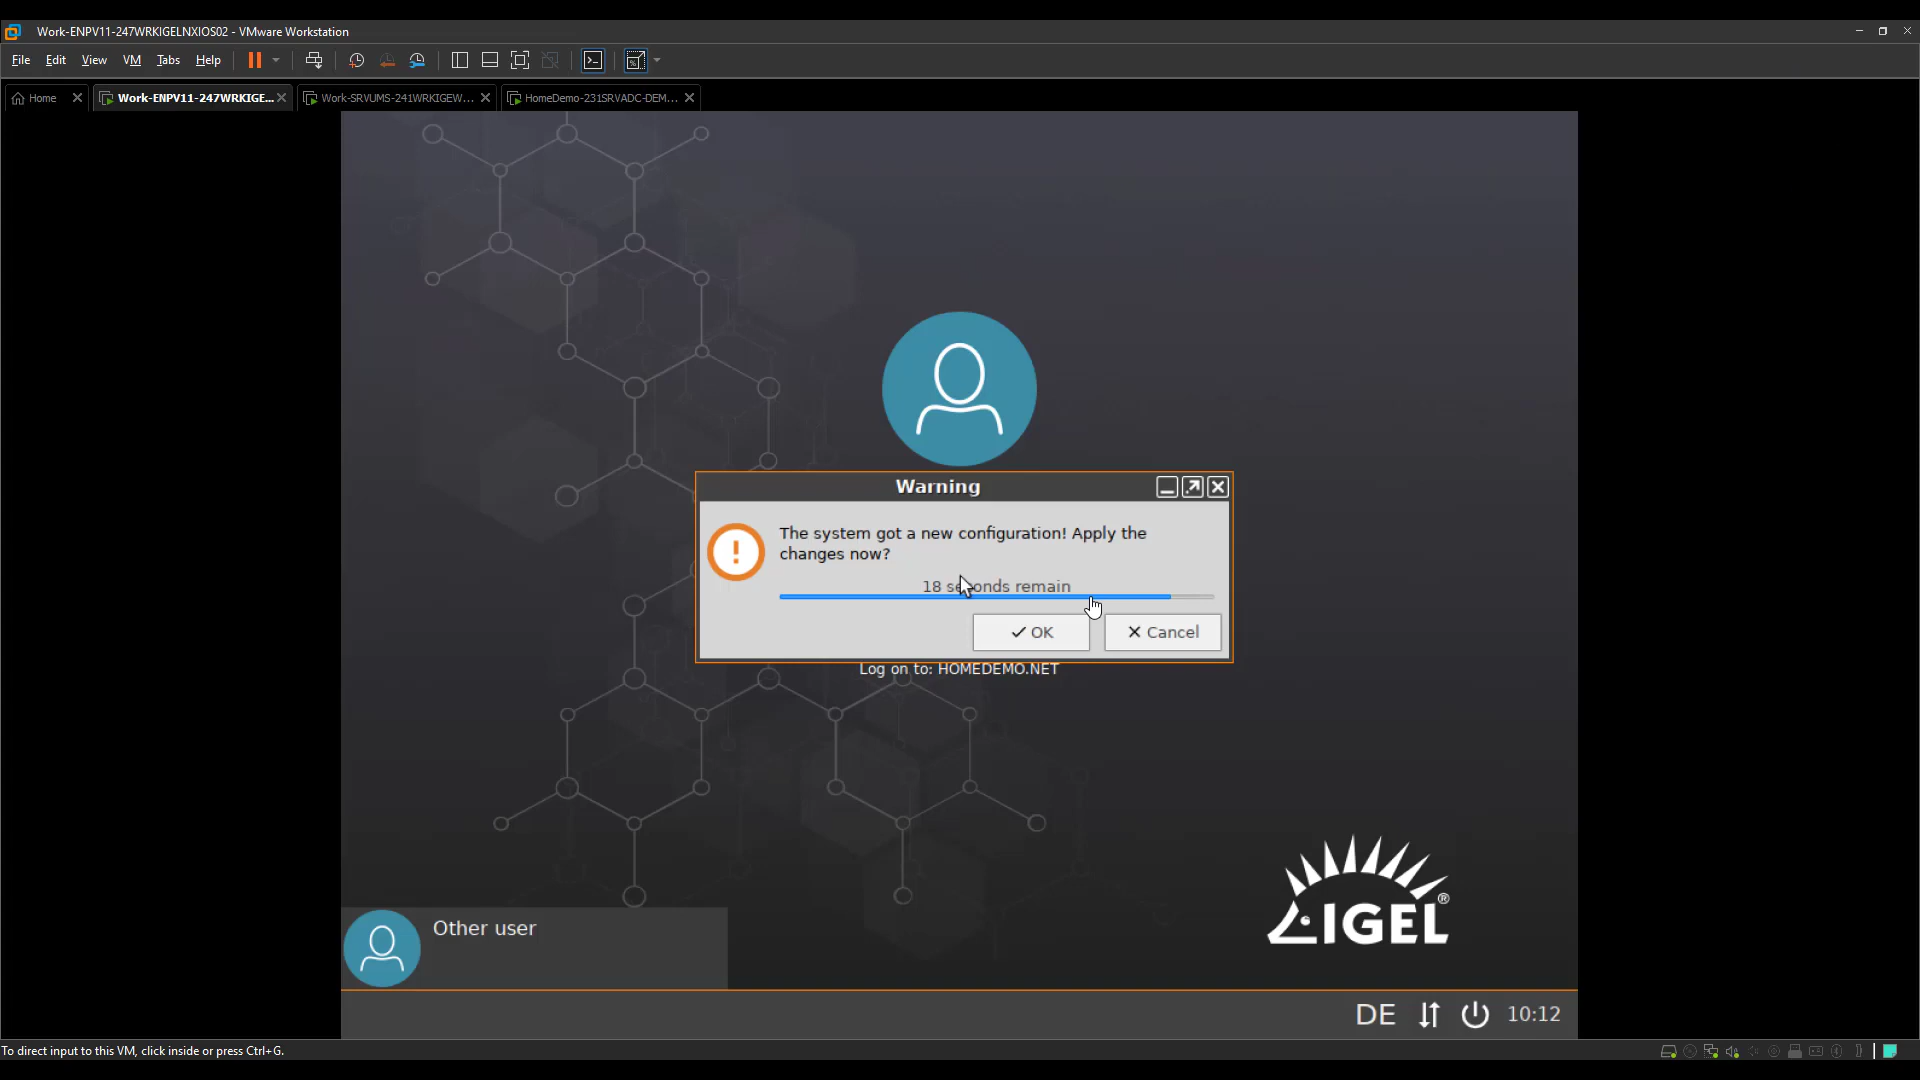 Work-ENPV11-247WRKIGELNXIOS02 - VMware Workstation
File Edit View VM Tabs Help
Home
Work-ENPV11-247WRKIGE...
Work-SRVUMS-241WRKIGEW...
HomeDemo-231SRVADC-DEM...
Warning
The system got a new configuration! Apply the
changes now?
18 seconds remain
OK Cancel
Log on to: HOMEDEMO.NET
IGEL®
Other user
DE 10:12
To direct input to this VM, click inside or press Ctrl+G.